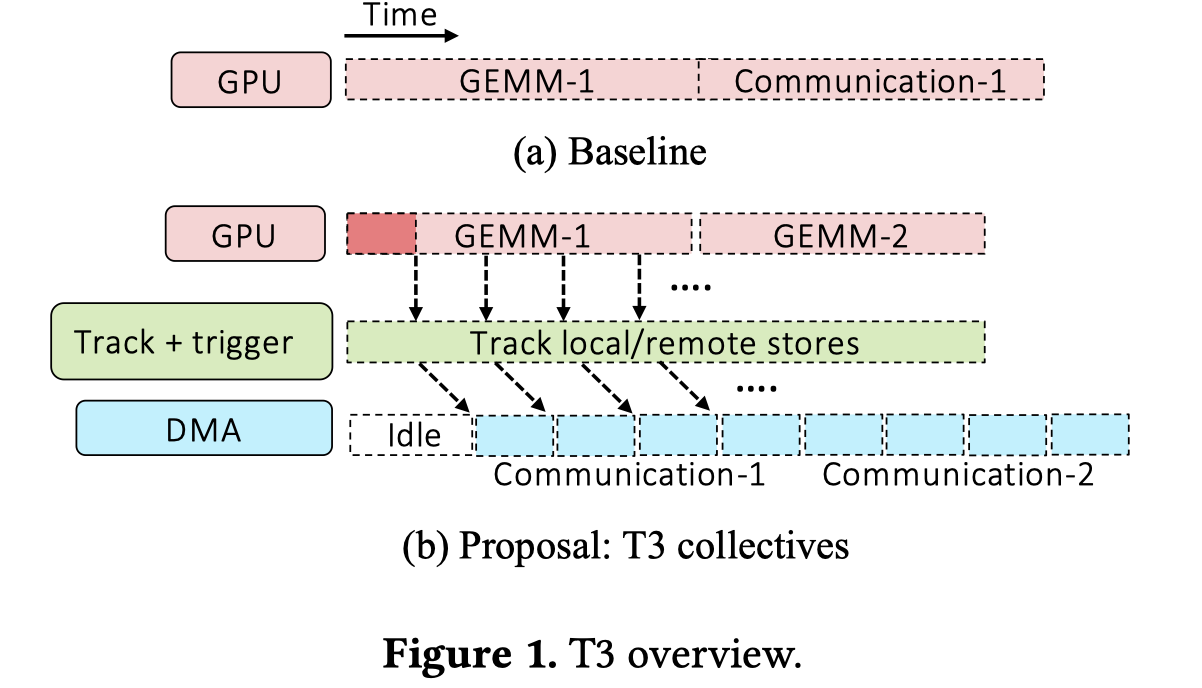 Time
GPU GEMM-1 Communication-1
(a) Baseline
GPU GEMM-1 GEMM-2
....
Track + trigger Track local/remote stores
....
DMA Idle
Communication-1 Communication-2
(b) Proposal: T3 collectives
Figure 1. T3 overview.